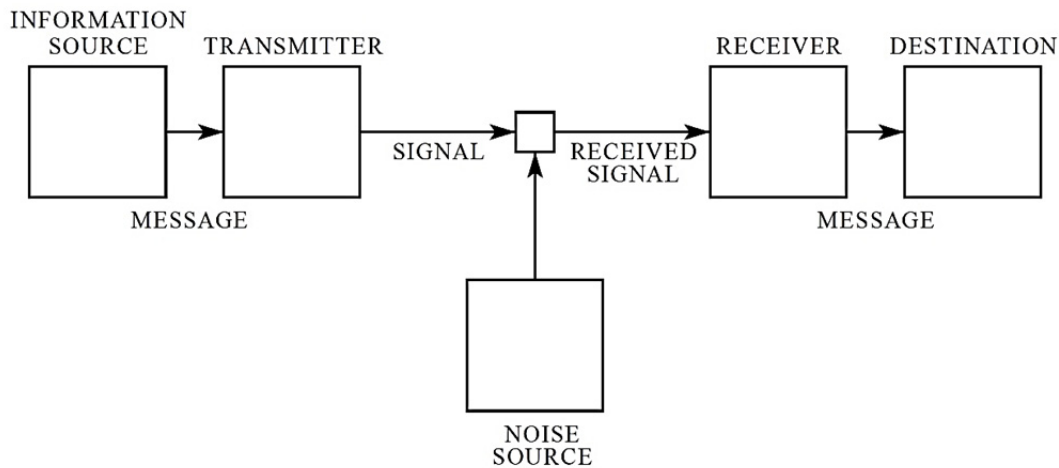 INFORMATION
SOURCE
TRANSMITTER
RECEIVER
DESTINATION
SIGNAL
RECEIVED
SIGNAL
MESSAGE
MESSAGE
NOISE
SOURCE